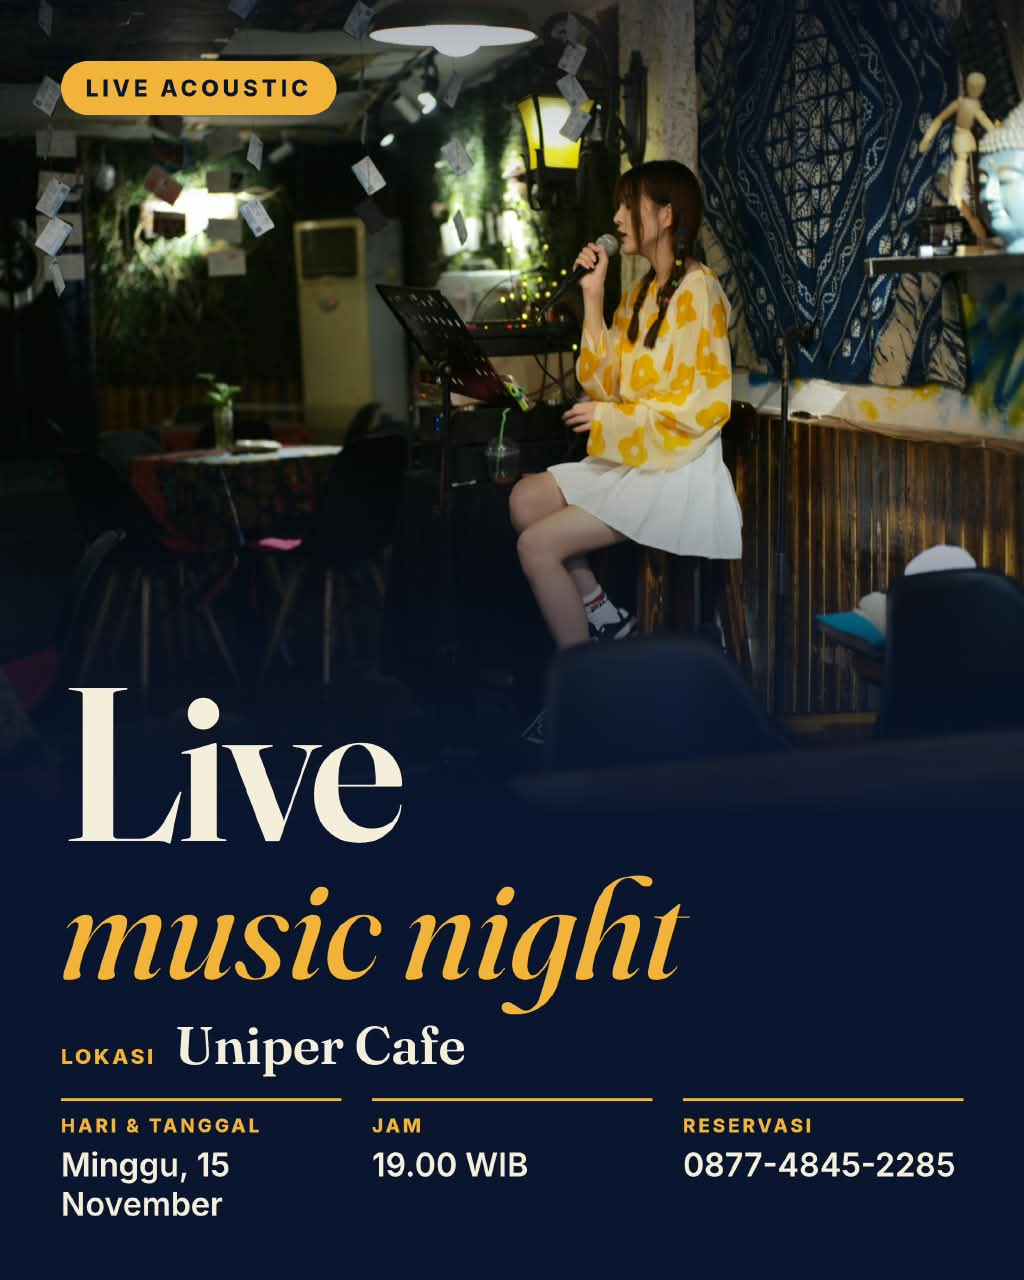 LIVE ACOUSTIC
Live
music night
LOKASI Uniper Cafe
HARI & TANGGAL
Minggu, 15
November
JAM
19.00 WIB
RESERVASI
0877-4845-2285